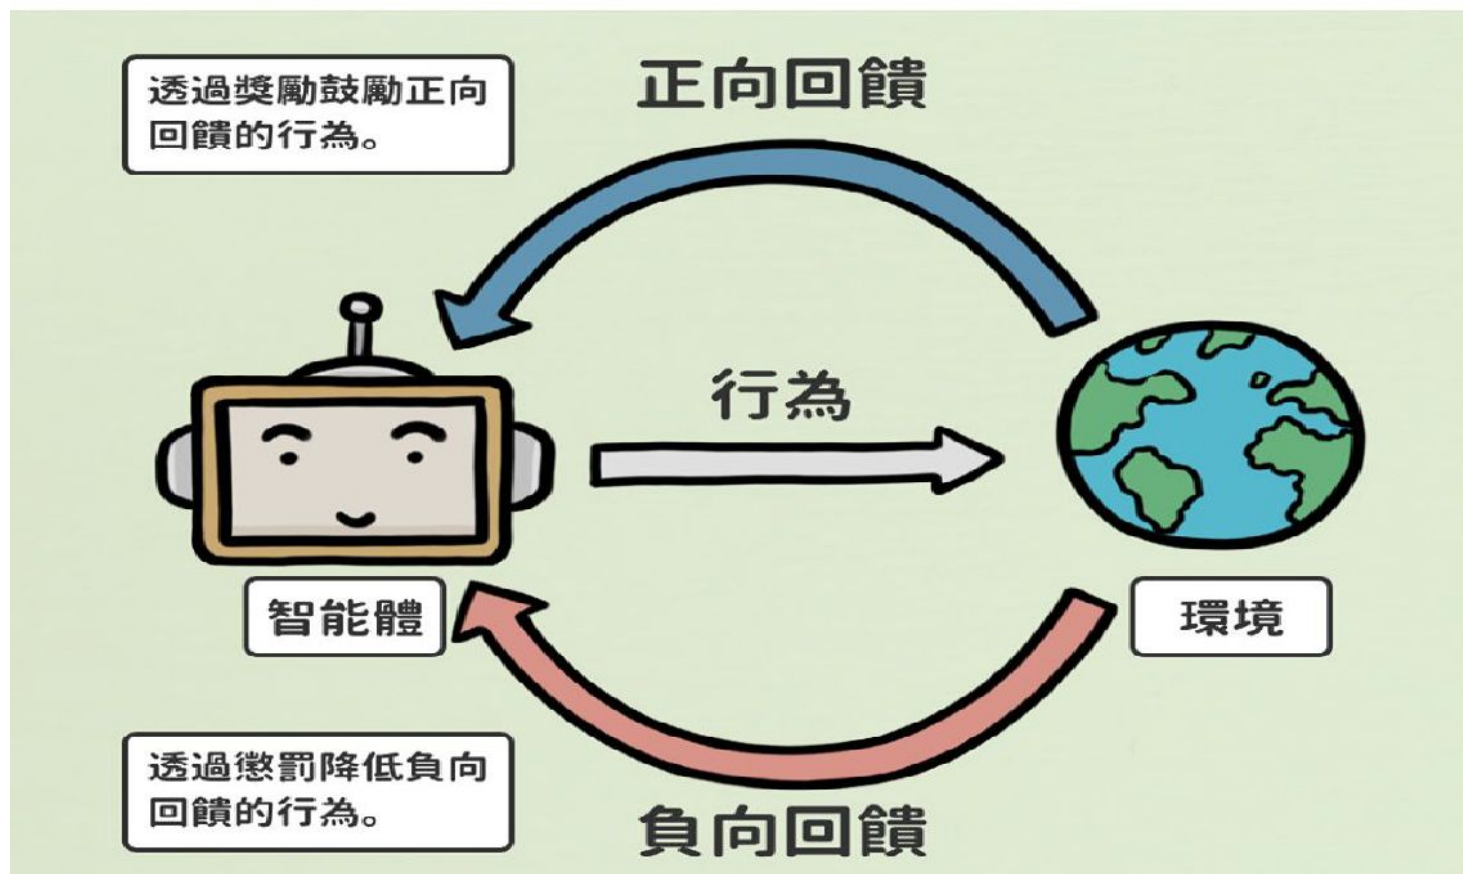 透過獎勵鼓勵正向
回饋的行為。
正向回饋
行為
智能體
環境
透過懲罰降低負向
回饋的行為。
負向回饋